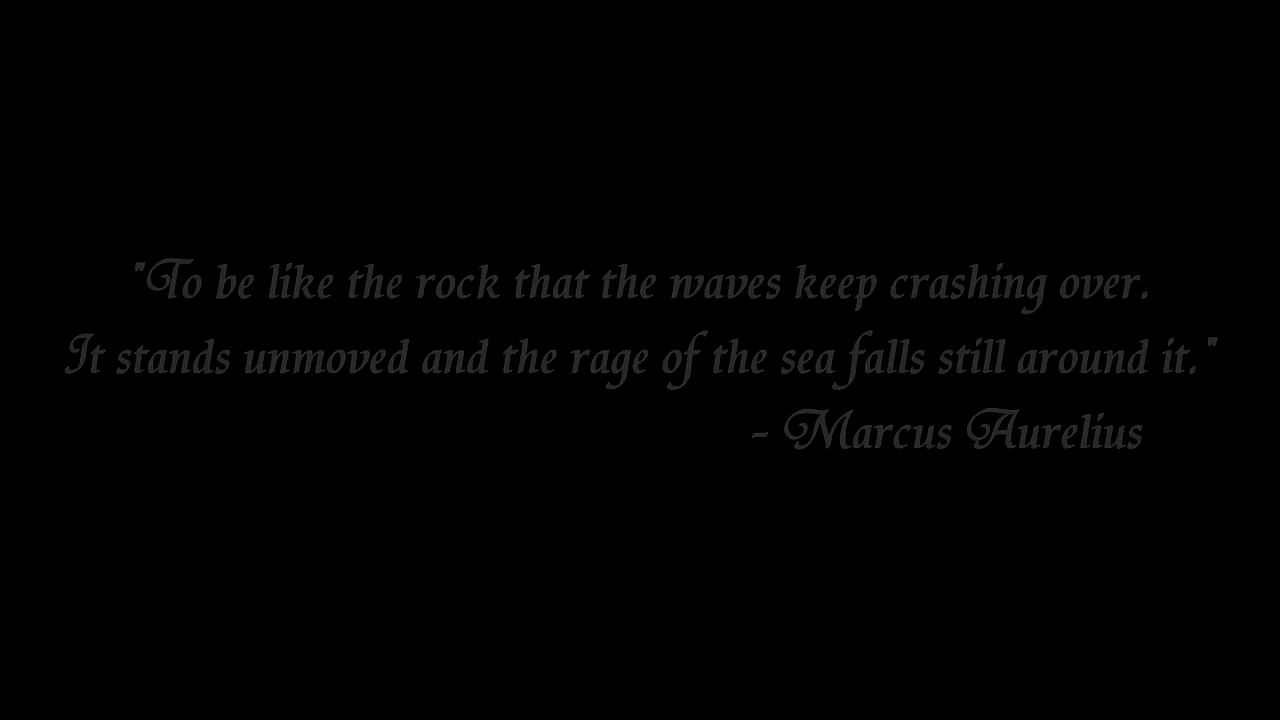 "To be like the rock that the waves keep crashing over.
It stands unmoved and the rage of the sea falls still around it."
- Marcus Aurelius